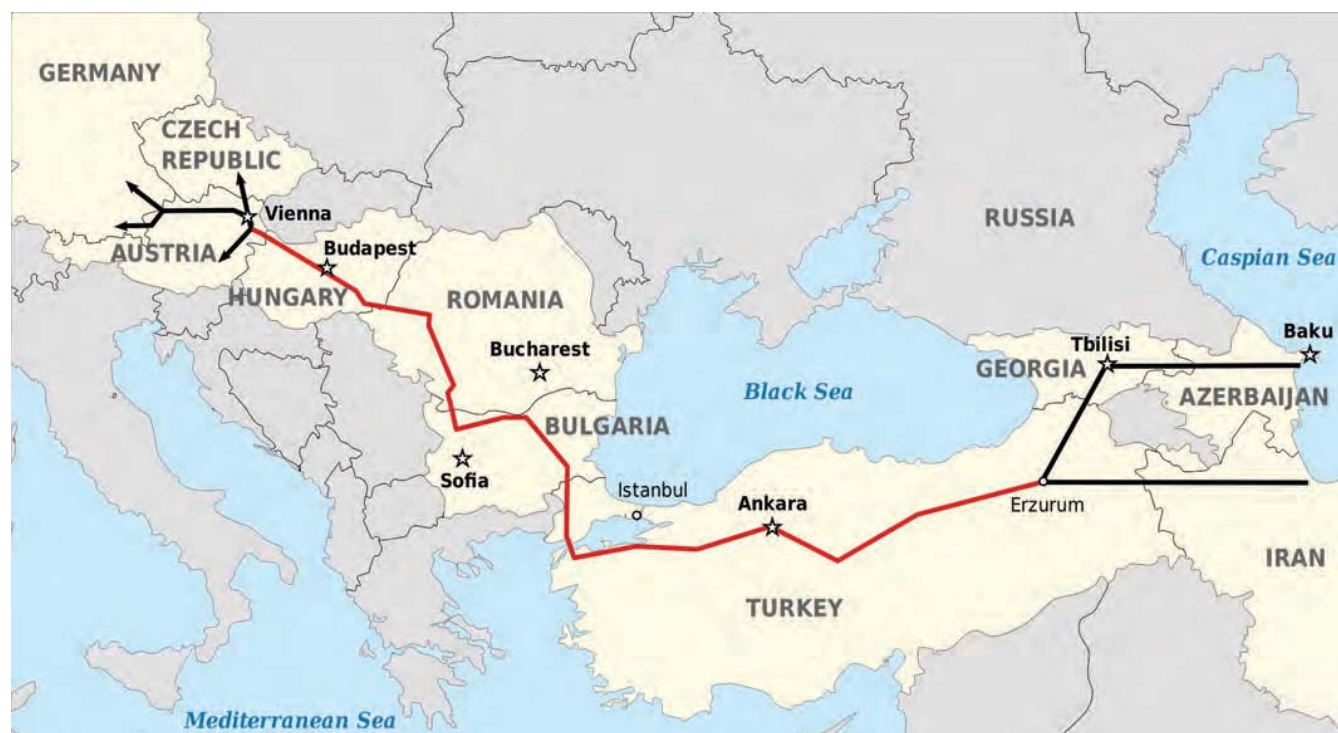 GERMANY
CZECH
REPUBLIC
Vienna
AUSTRIA
Budapest
HUNGARY
ROMANIA
Bucharest
BULGARIA
Sofia
Istanbul
Ankara
TURKEY
Black Sea
RUSSIA
Caspian Sea
Tbilisi
Baku
GEORGIA
AZERBAIJAN
Erzurum
IRAN
Mediterranean Sea